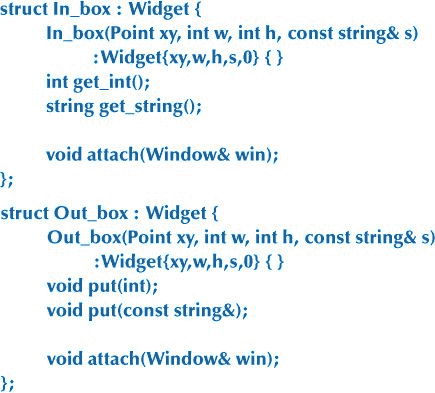 struct In_box : Widget {
In_box(Point xy, int w, int h, const string& s)
:Widget{xy,w,h,s,0} { }
int get_int();
string get_string();
void attach(Window& win);
};
struct Out_box : Widget {
Out_box(Point xy, int w, int h, const string& s)
:Widget{xy,w,h,s,0} { }
void put(int);
void put(const string&);
void attach(Window& win);
};